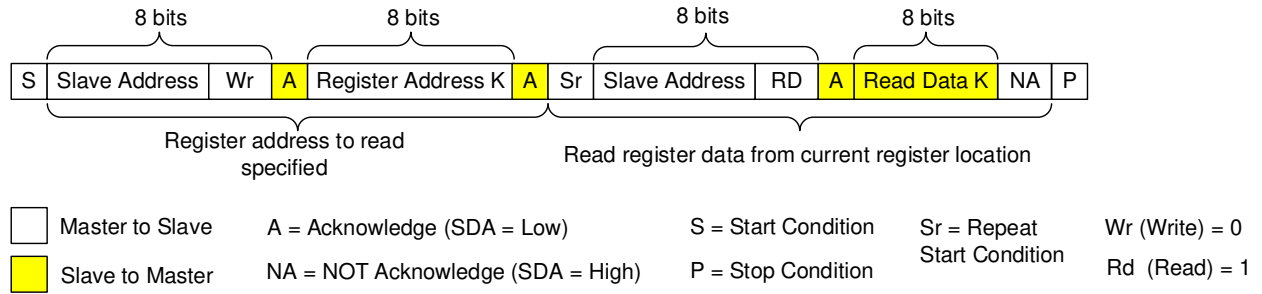 8 bits 8 bits 8 bits 8 bits
S Slave Address Wr A Register Address K A Sr Slave Address RD A Read Data K NA P
Register address to read
specified
Read register data from current register location
Master to Slave
Slave to Master
A = Acknowledge (SDA = Low)
NA = NOT Acknowledge (SDA = High)
S = Start Condition
P = Stop Condition
Sr = Repeat
Start Condition
Wr (Write) = 0
Rd (Read) = 1